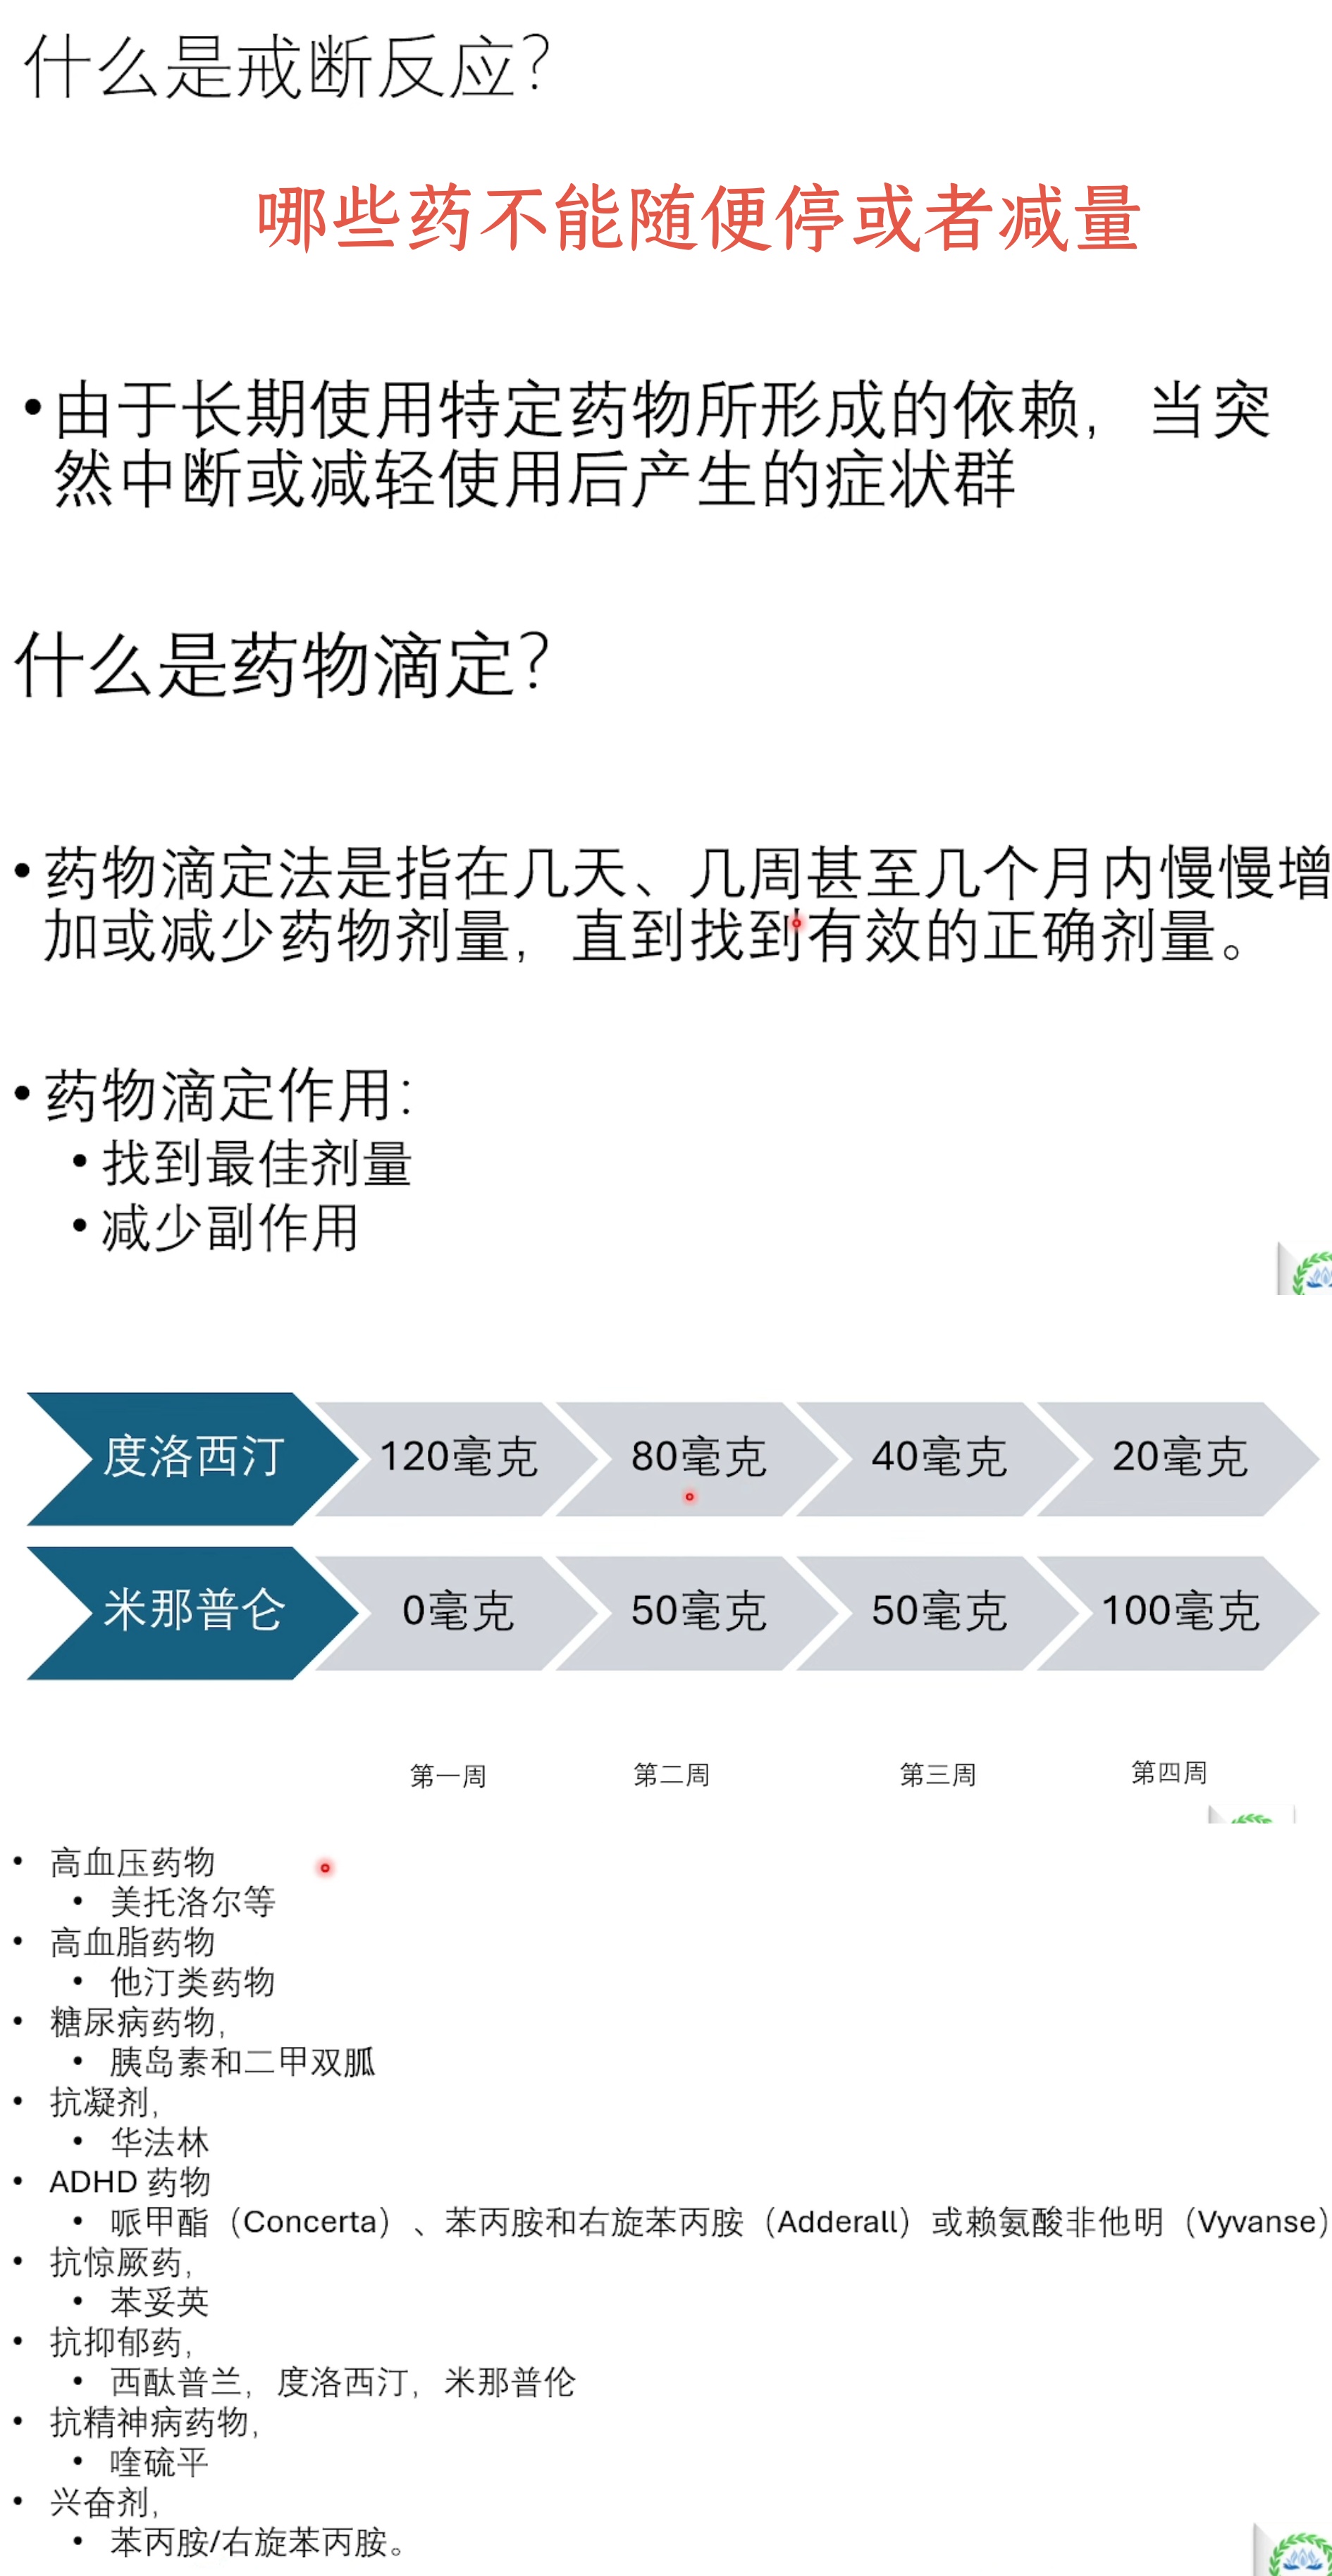 什么是戒断反应？
哪些药不能随便停或者减量
•由于长期使用特定药物所形成的依赖，当突
然中断或减轻使用后产生的症状群
什么是药物滴定？
•药物滴定法是指在几天、几周甚至几个月内慢慢增
加或减少药物剂量，直到找到有效的正确剂量。
•药物滴定作用：
•找到最佳剂量
•减少副作用
度洛西汀 120毫克 80毫克 40毫克 20毫克
米那普仑 0毫克 50毫克 50毫克 100毫克
第一周 第二周 第三周 第四周
• 高血压药物
• 美托洛尔等
• 高血脂药物
• 他汀类药物
• 糖尿病药物，
• 胰岛素和二甲双胍
• 抗凝剂，
• 华法林
• ADHD 药物
• 哌甲酯（Concerta）、苯丙胺和右旋苯丙胺（Adderall）或赖氨酸非他明（Vyvanse）
• 抗惊厥药，
• 苯妥英
• 抗抑郁药，
• 西酞普兰，度洛西汀，米那普伦
• 抗精神病药物，
• 喹硫平
• 兴奋剂，
• 苯丙胺/右旋苯丙胺。